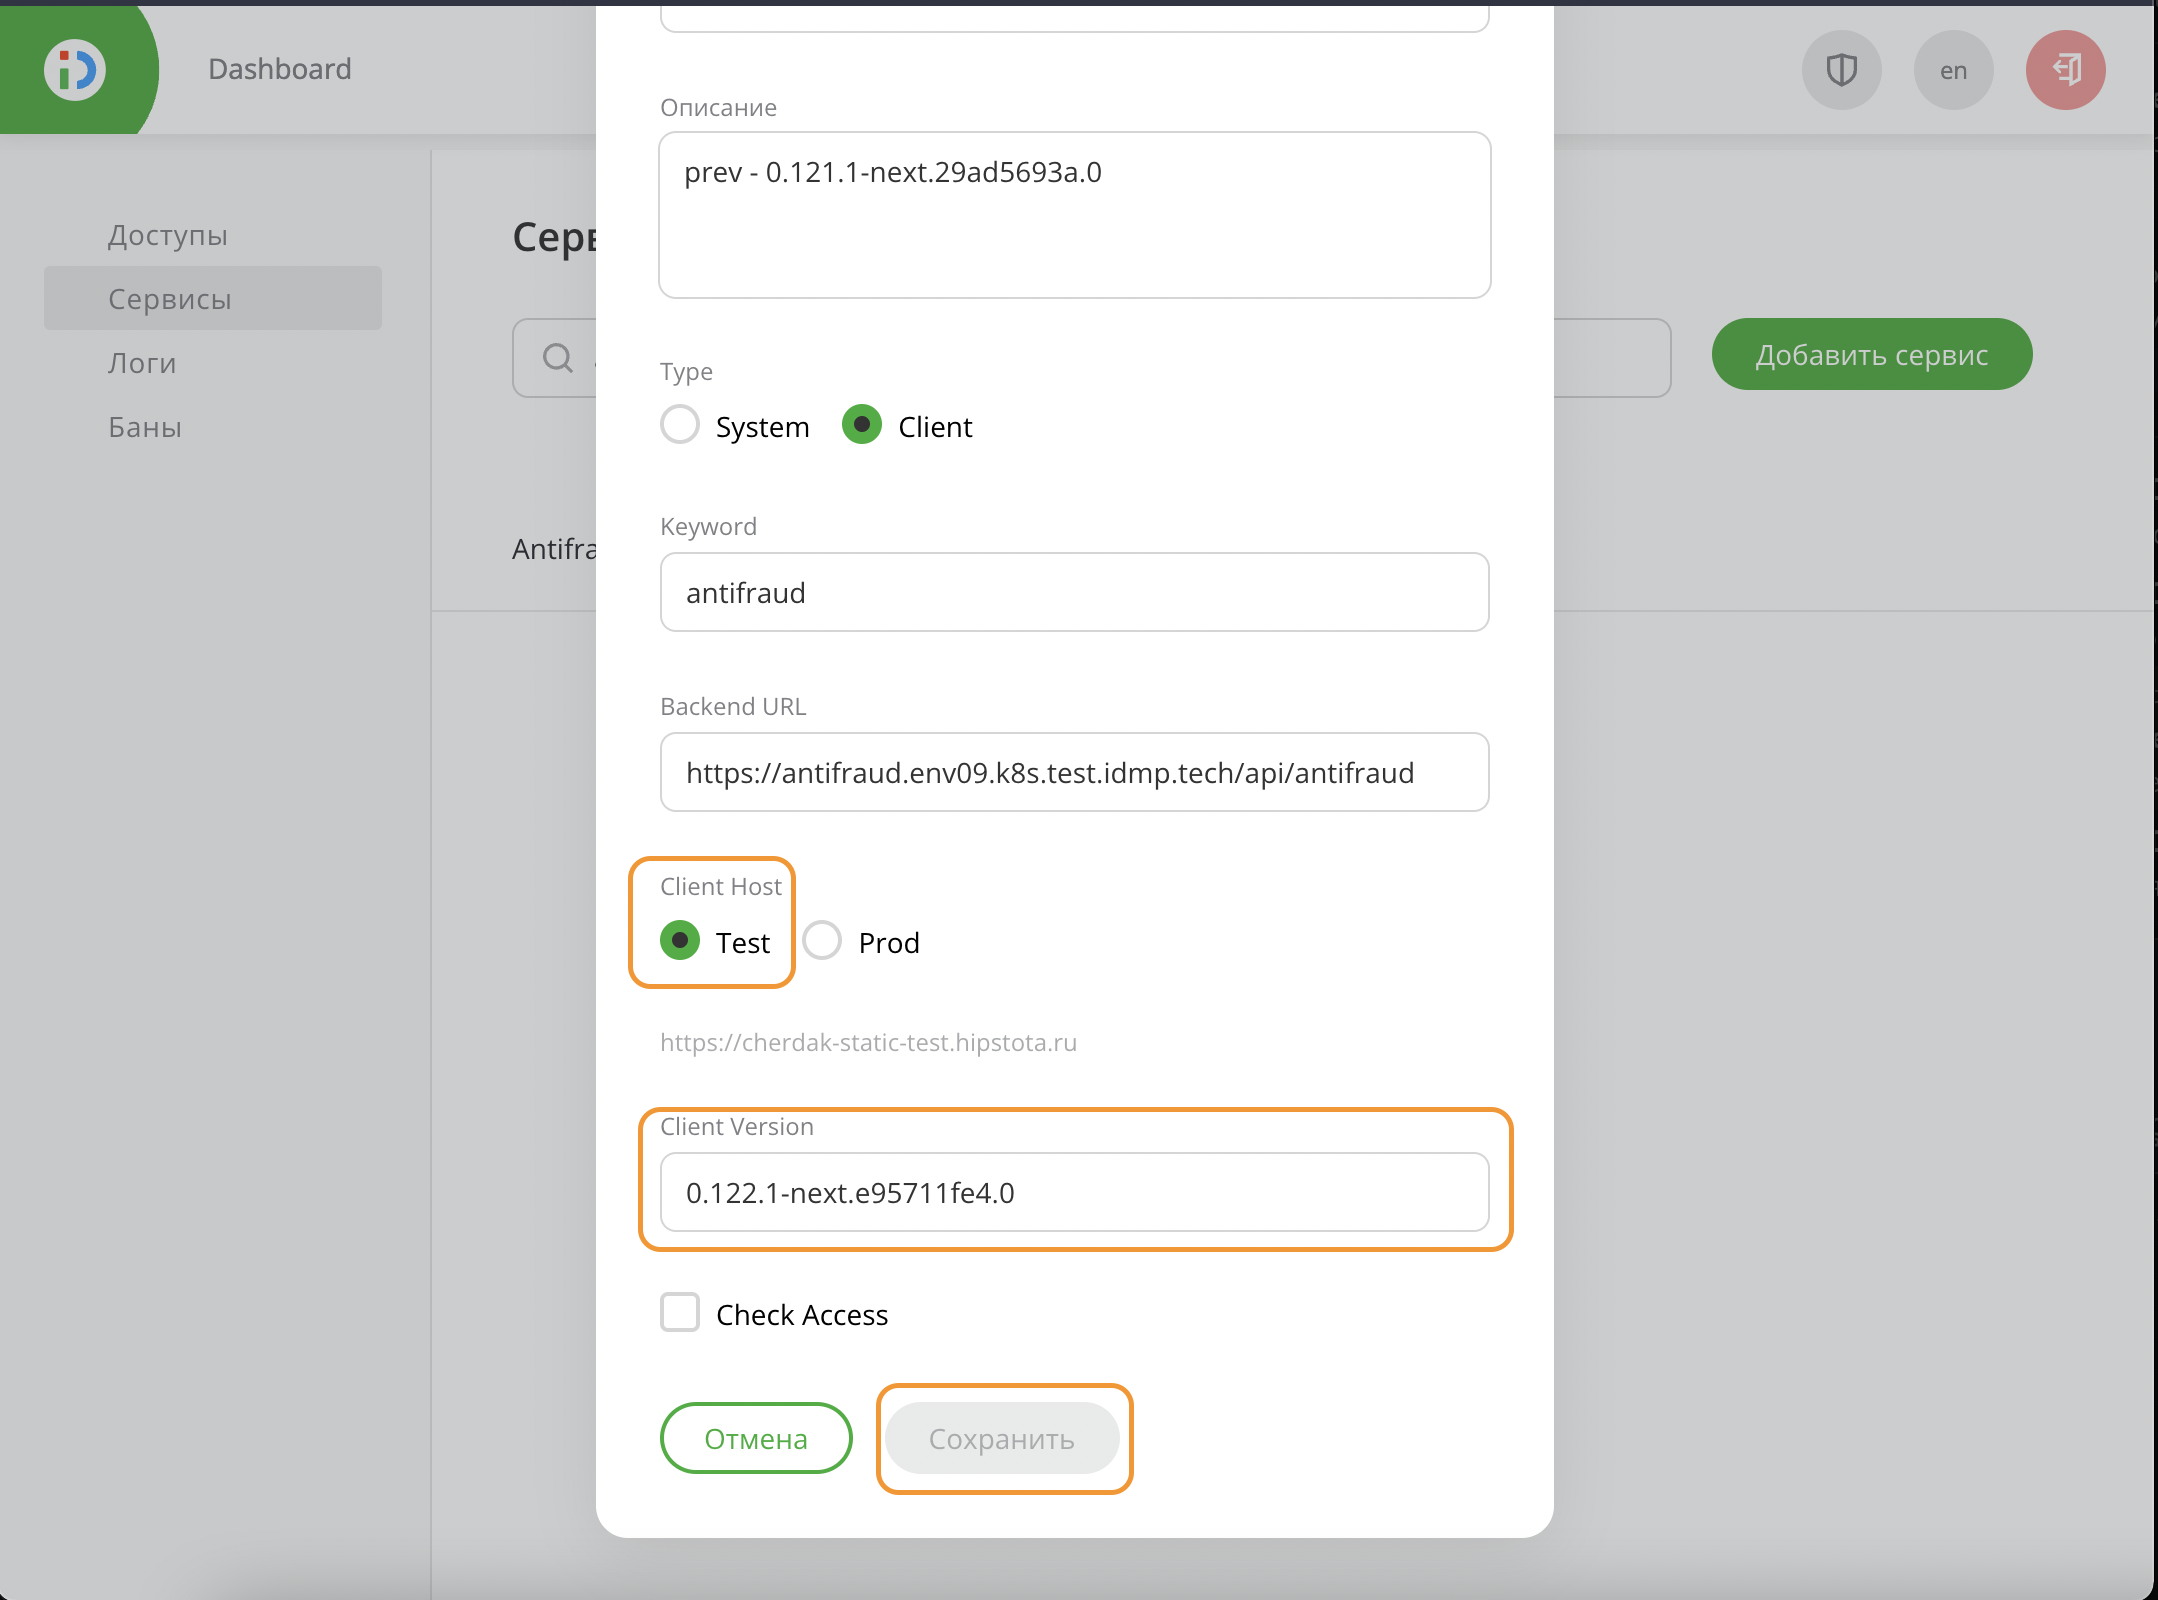 Dashboard
en
Доступы
Сервисы
Логи
Баны
Добавить сервис
Описание
prev - 0.121.1-next.29ad5693a.0
Type
System
Client
Keyword
antifraud
Backend URL
https://antifraud.env09.k8s.test.idmp.tech/api/antifraud
Client Host
Test
Prod
https://cherdak-static-test.hipstota.ru
Client Version
0.122.1-next.e95711fe4.0
Check Access
Отмена
Сохранить